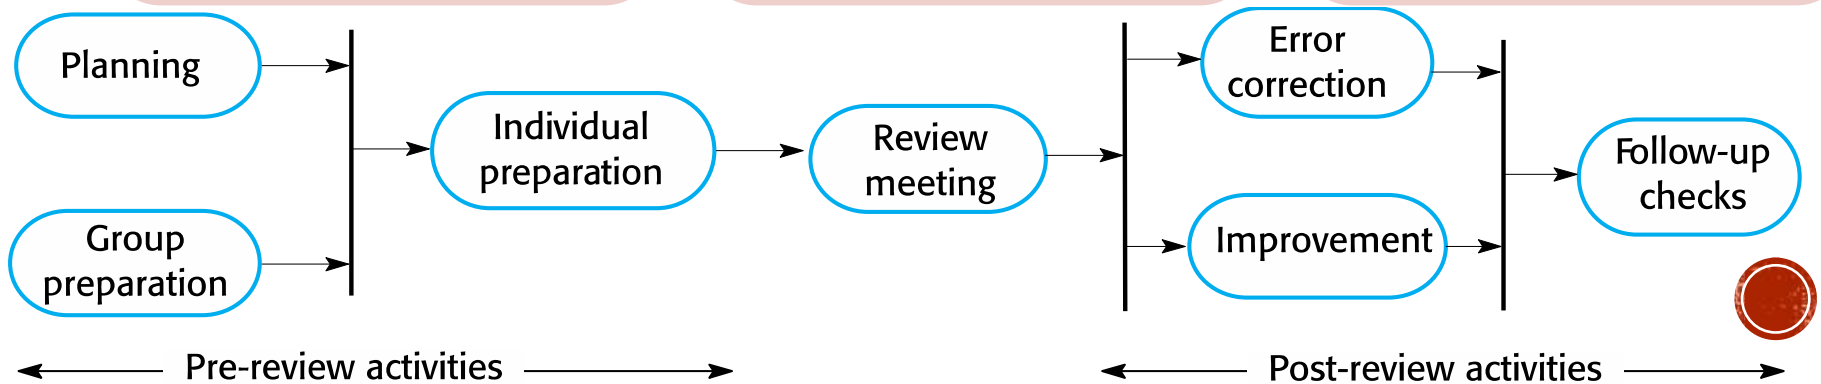 Planning
Group
preparation
Individual
preparation
Review
meeting
Error
correction
Improvement
Follow-up
checks
Pre-review activities
Post-review activities